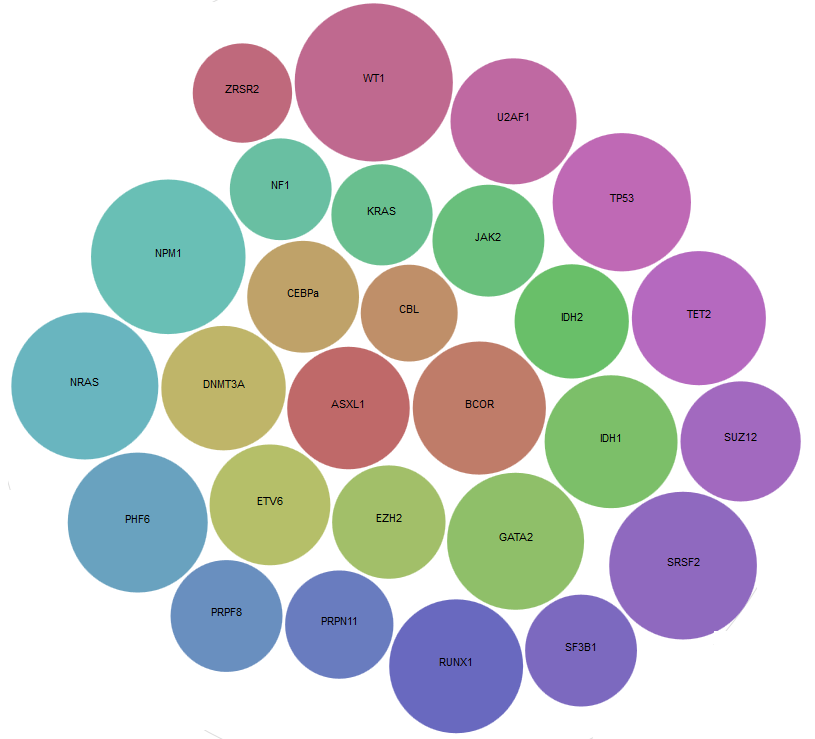 WT1
ZRSR2
U2AF1
NF1
TP53
KRAS
JAK2
NPM1
CEBPa
CBL
IDH2
TET2
NRAS
DNMT3A
ASXL1
BCOR
IDH1
SUZ12
ETV6
PHF6
EZH2
GATA2
SRSF2
PRPF8
PRPN11
SF3B1
RUNX1